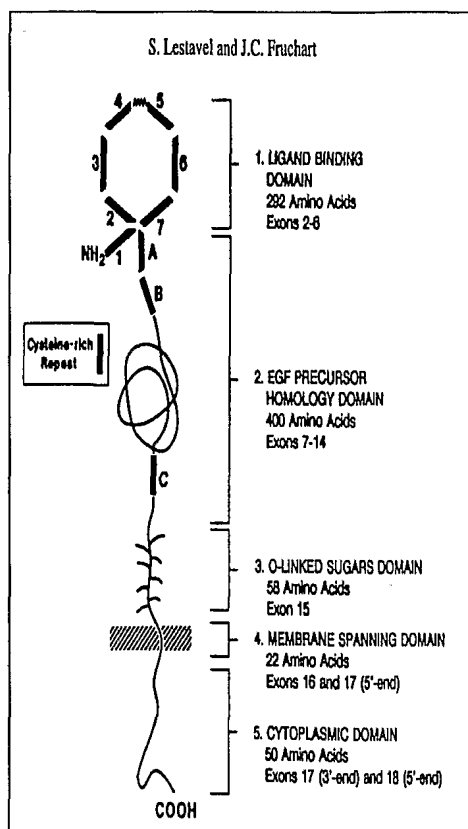 S. Lestavel and J.C. Fruchart
4 5
3 6
2 7
NH2 1 A
B
Cysteine-rich
Repeat
C
COOH
1. LIGAND BINDING
DOMAIN
292 Amino Acids
Exons 2-6
2. EGF PRECURSOR
HOMOLOGY DOMAIN
400 Amino Acids
Exons 7-14
3. O-LINKED SUGARS DOMAIN
58 Amino Acids
Exon 15
4. MEMBRANE SPANNING DOMAIN
22 Amino Acids
Exons 16 and 17 (5'-end)
5. CYTOPLASMIC DOMAIN
50 Amino Acids
Exons 17 (3'-end) and 18 (5'-end)